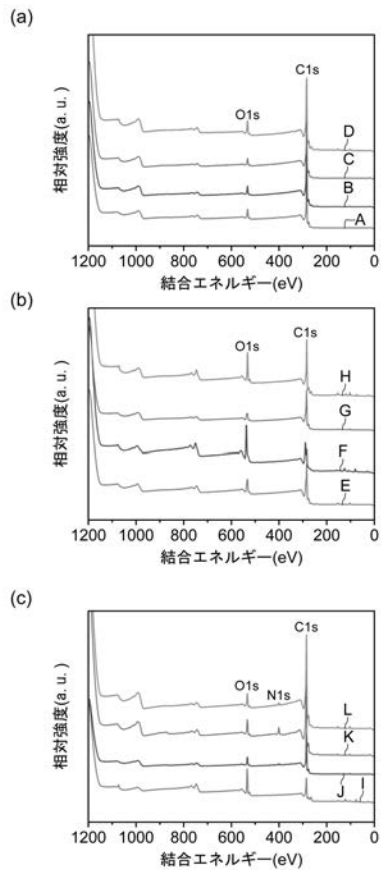 (a)
C1s
O1s
D
C
B
A
相対強度(a. u. )
1200 1000 800 600 400 200 0
結合エネルギー(eV)
(b)
O1s C1s
H
G
F
E
相対強度(a. u. )
1200 1000 800 600 400 200 0
結合エネルギー(eV)
(c)
C1s
O1s
N1s
L
K
J I
相対強度(a. u. )
1200 1000 800 600 400 200 0
結合エネルギー(eV)